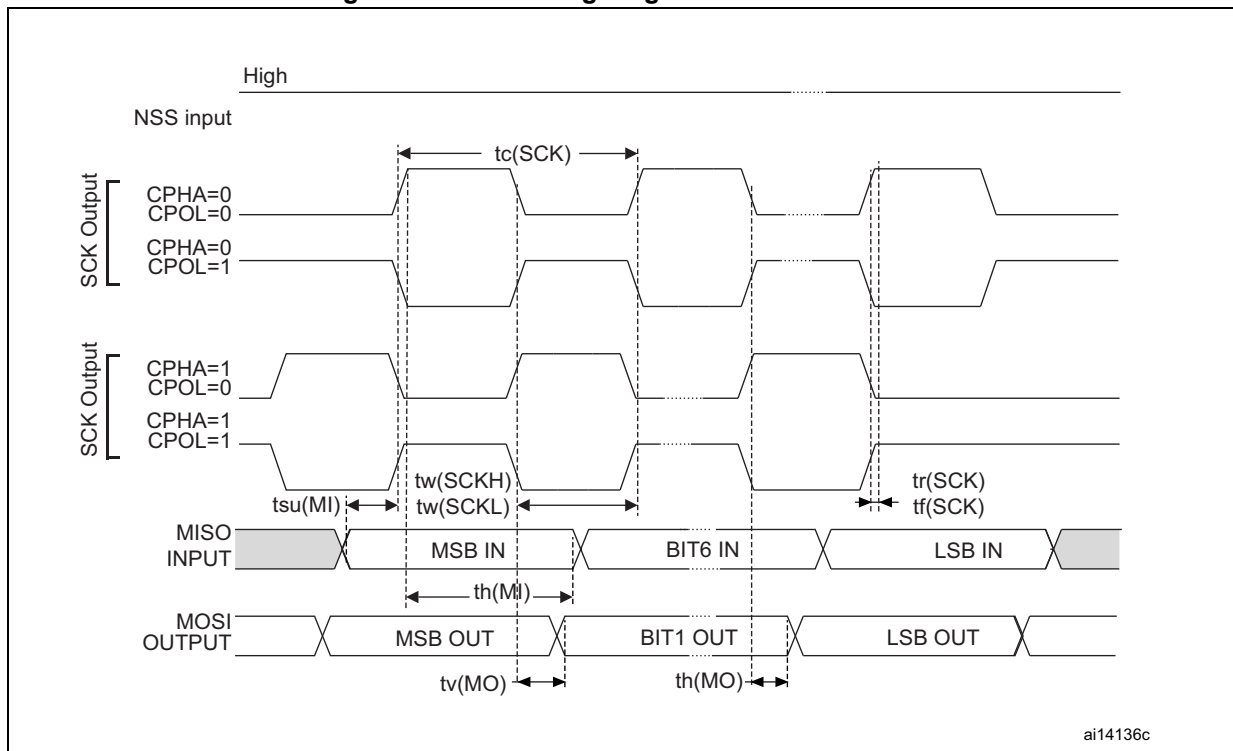 High
NSS input
tc(SCK)
SCK Output
CPHA=0
CPOL=0
CPHA=0
CPOL=1
SCK Output
CPHA=1
CPOL=0
CPHA=1
CPOL=1
tw(SCKH)
tr(SCK)
tsu(MI)
tw(SCKL)
tf(SCK)
MISO
INPUT
MSB IN
BIT6 IN
LSB IN
th(MI)
MOSI
OUTPUT
MSB OUT
BIT1 OUT
LSB OUT
tv(MO)
th(MO)
ai14136c